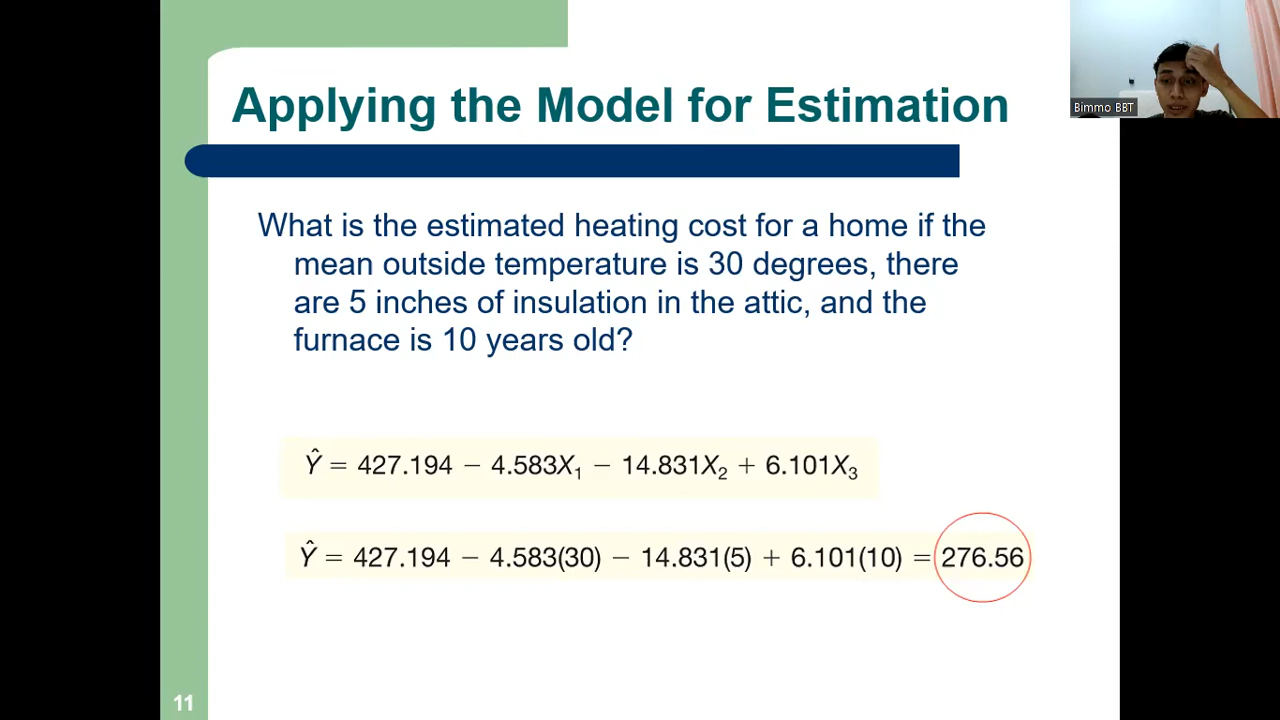 Applying the Model for Estimation
Bimmo BBT
What is the estimated heating cost for a home if the
mean outside temperature is 30 degrees, there
are 5 inches of insulation in the attic, and the
furnace is 10 years old?
Ŷ = 427.194 − 4.583X₁ − 14.831X₂ + 6.101X₃
Ŷ = 427.194 − 4.583(30) − 14.831(5) + 6.101(10) = 276.56
11